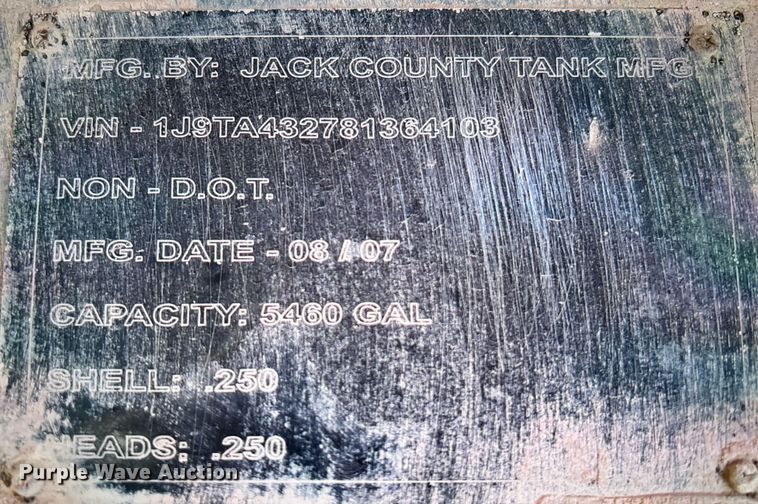 MFG. BY: JACK COUNTY TANK MFG.
VIN - 1J9TA432781364103
NON - D.O.T.
MFG. DATE - 08 / 07
CAPACITY: 5460 GAL
SHELL: .250
HEADS: .250
Purple Wave Auction